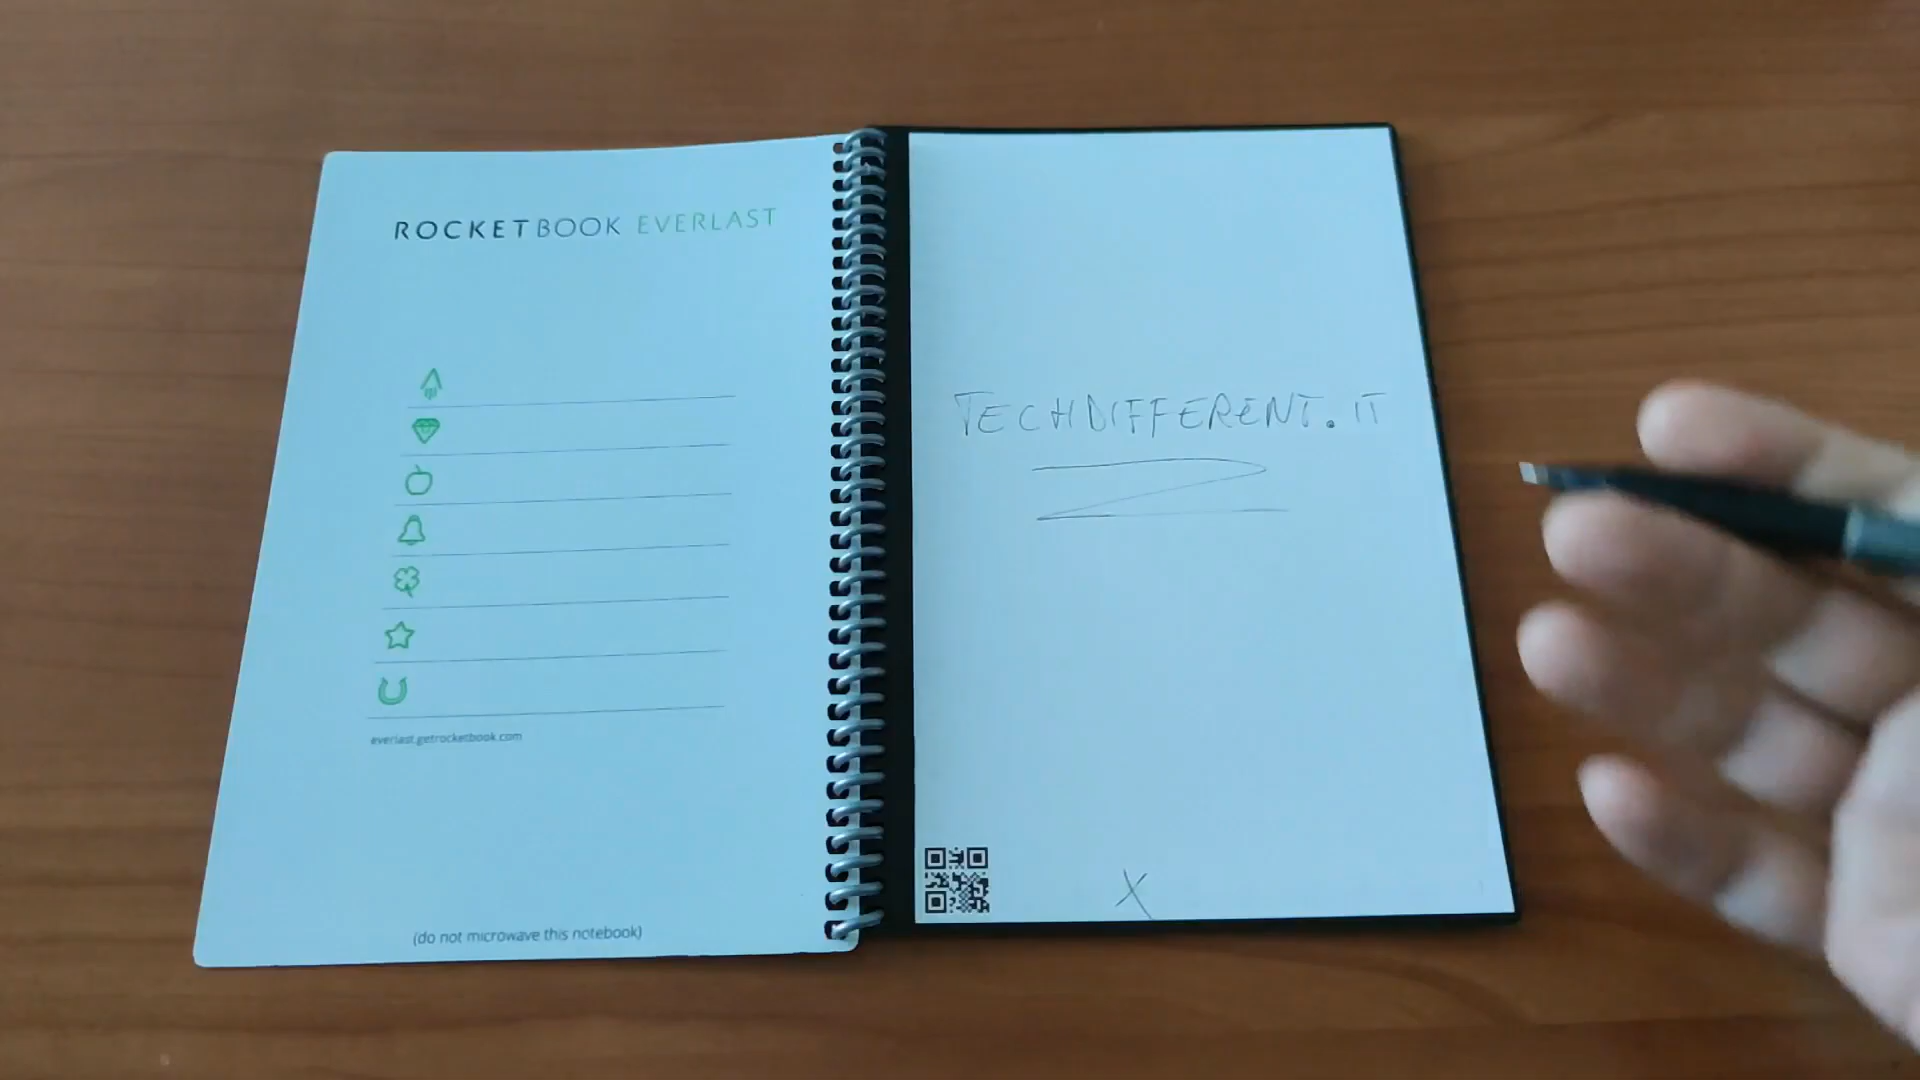 ROCKETBOOK EVERLAST
everlast.getrocketbook.com
(do not microwave this notebook)
TECHDIFFERENT.IT
X